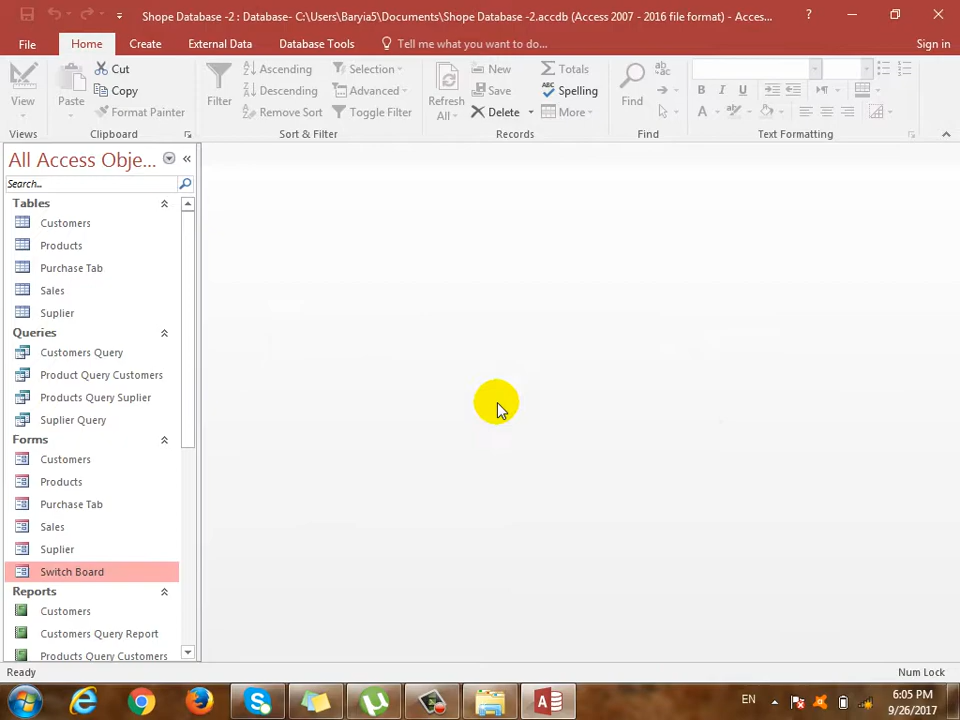 Shope Database -2 : Database- C:\Users\Baryia5\Documents\Shope Database -2.accdb (Access 2007 - 2016 file format) - Acces...
?
File
Home
Create
External Data
Database Tools
Tell me what you want to do...
Sign in
View
Views
Paste
Cut
Copy
Format Painter
Clipboard
Filter
Ascending
Descending
Remove Sort
Selection
Advanced
Toggle Filter
Sort & Filter
Refresh
All
New
Save
Delete
Totals
Spelling
More
Records
Find
Find
B I U
A
Text Formatting
All Access Obje...
Search...
Tables
Customers
Products
Purchase Tab
Sales
Suplier
Queries
Customers Query
Product Query Customers
Products Query Suplier
Suplier Query
Forms
Customers
Products
Purchase Tab
Sales
Suplier
Switch Board
Reports
Customers
Customers Query Report
Products Query Customers
Ready
Num Lock
EN
6:05 PM
9/26/2017